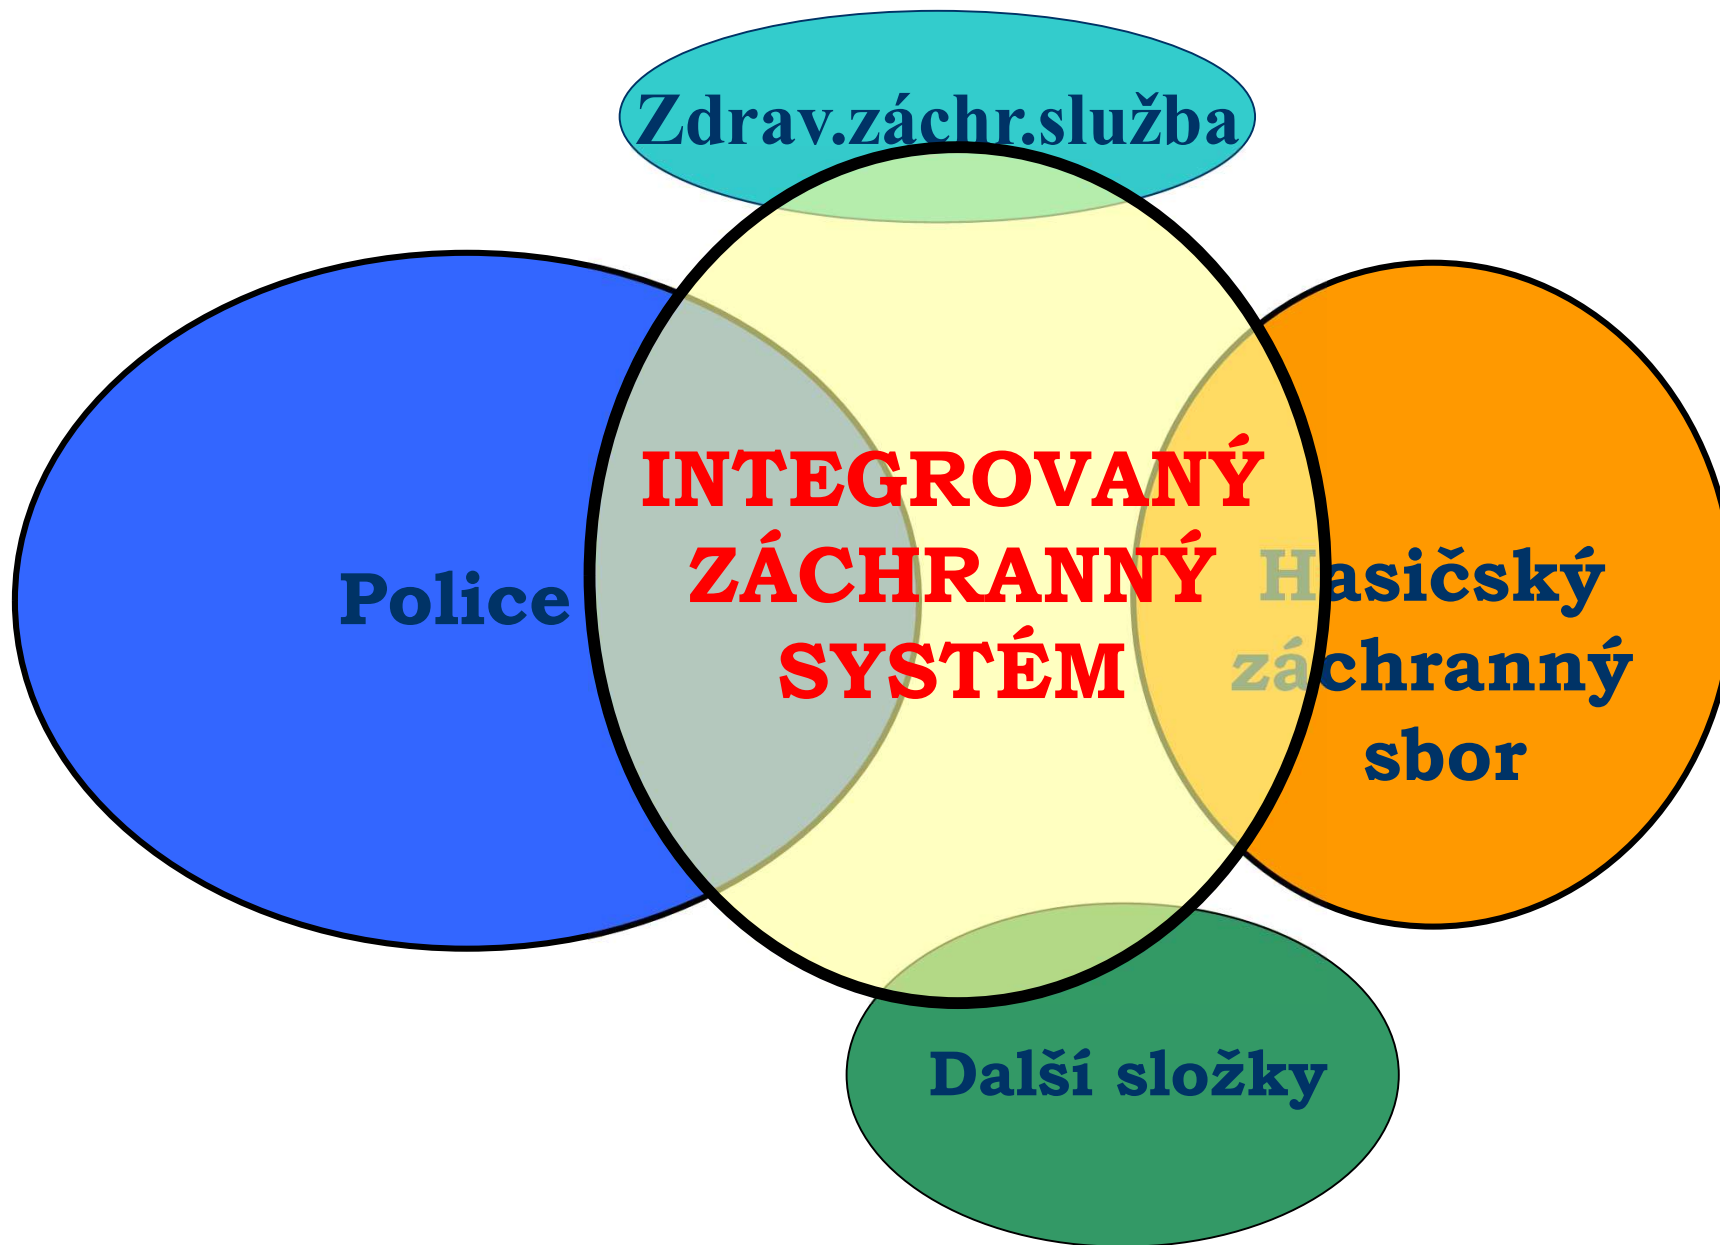 Zdrav.záchr.služba
INTEGROVANÝ
ZÁCHRANNÝ
SYSTÉM
Police
Hasičský
záchranný
sbor
Další složky